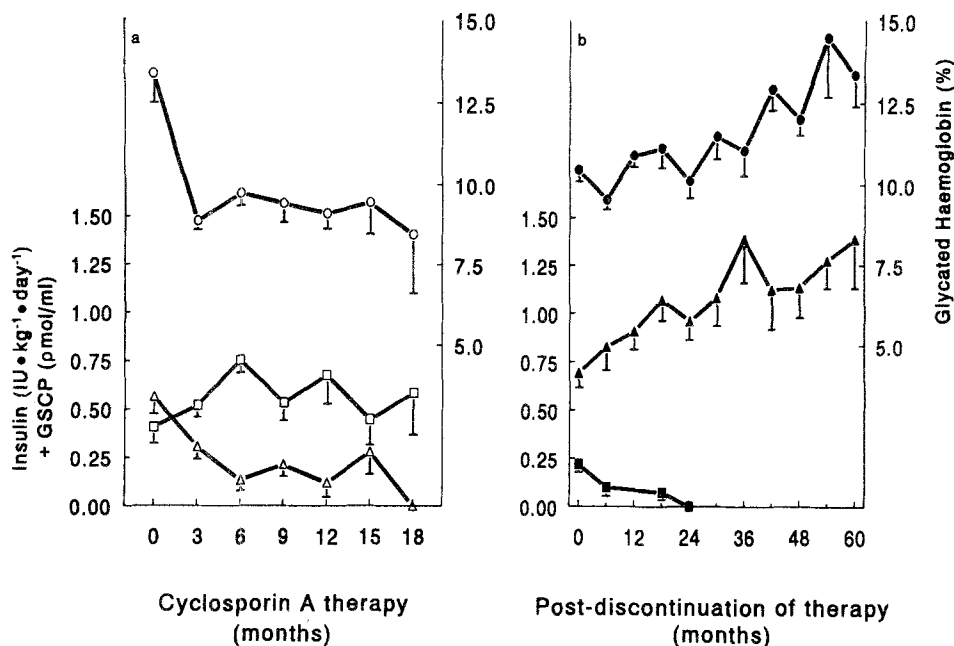 a
15.0
12.5
10.0
7.5
5.0
1.50
1.25
1.00
0.75
0.50
0.25
0.00
Insulin (IU•kg⁻¹•day⁻¹)
+ GSCP (pmol/ml)
0 3 6 9 12 15 18
Cyclosporin A therapy
(months)
b
15.0
12.5
10.0
7.5
5.0
Glycated Haemoglobin (%)
1.50
1.25
1.00
0.75
0.50
0.25
0.00
0 12 24 36 48 60
Post-discontinuation of therapy
(months)